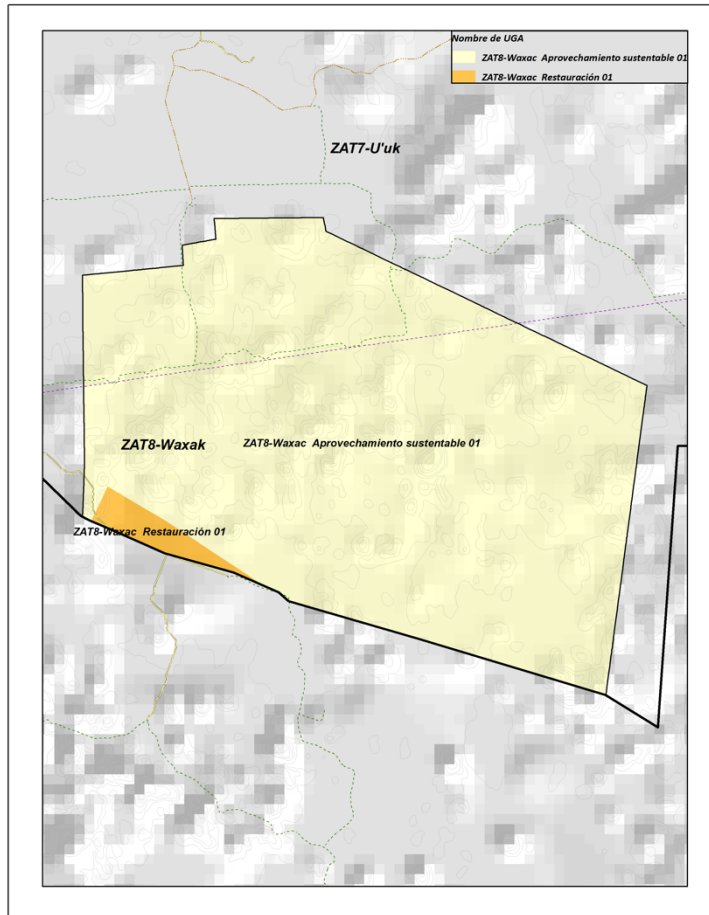 Nombre de UGA
ZAT8-Waxac Aprovechamiento sustentable 01
ZAT8-Waxac Restauración 01
ZAT7-U'uk
ZAT8-Waxak
ZAT8-Waxac Aprovechamiento sustentable 01
ZAT8-Waxac Restauración 01